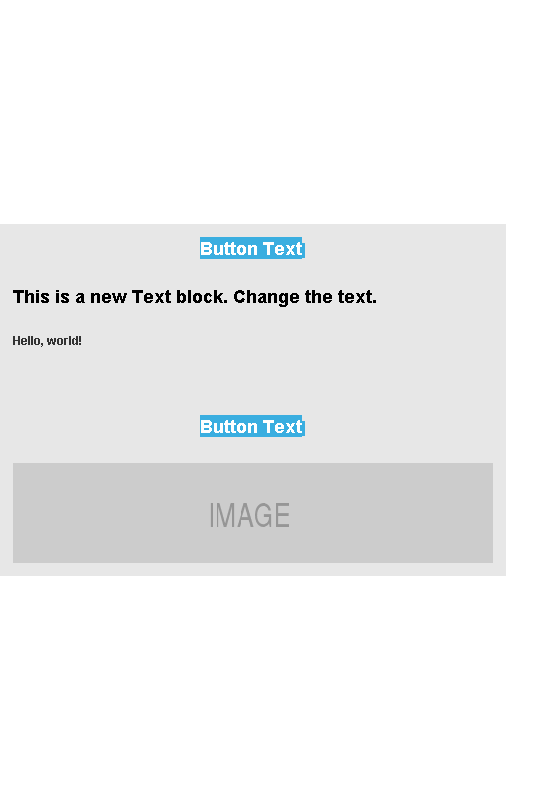 Button Text
This is a new Text block. Change the text.
Hello, world!
Button Text
IMAGE